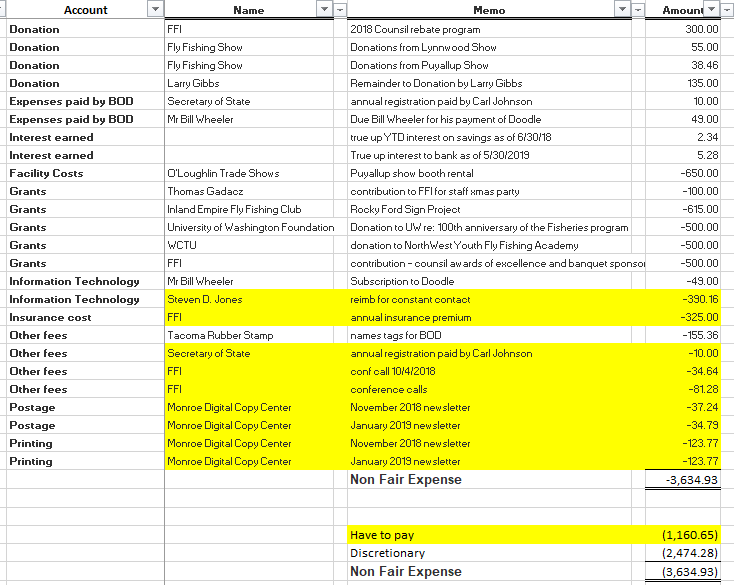 Account Name Memo Amount
Donation FFI 2018 Counsil rebate program 300.00
Donation Fly Fishing Show Donations from Lynnwood Show 55.00
Donation Fly Fishing Show Donations from Puyallup Show 38.46
Donation Larry Gibbs Remainder to Donation by Larry Gibbs 135.00
Expenses paid by BOD Secretary of State annual registration paid by Carl Johnson 10.00
Expenses paid by BOD Mr Bill Wheeler Due Bill Wheeler for his payment of Doodle 49.00
Interest earned true up YTD interest on savings as of 6/30/18 2.34
Interest earned True up interest to bank as of 5/30/2019 5.28
Facility Costs O'Loughlin Trade Shows Puyallup show booth rental -650.00
Grants Thomas Gadacz contribution to FFI for staff xmas party -100.00
Grants Inland Empire Fly Fishing Club Rocky Ford Sign Project -615.00
Grants University of Washington Foundation Donation to UW re: 100th anniversary of the Fisheries program -500.00
Grants WCTU donation to NorthWest Youth Fly Fishing Academy -500.00
Grants FFI contribution - counsil awards of excellence and banquet sponsor -500.00
Information Technology Mr Bill Wheeler Subscription to Doodle -49.00
Information Technology Steven D. Jones reimb for constant contact -390.16
Insurance cost FFI annual insurance premium -325.00
Other fees Tacoma Rubber Stamp names tags for BOD -155.36
Other fees Secretary of State annual registration paid by Carl Johnson -10.00
Other fees FFI conf call 10/4/2018 -34.64
Other fees FFI conference calls -81.28
Postage Monroe Digital Copy Center November 2018 newsletter -37.24
Postage Monroe Digital Copy Center January 2019 newsletter -34.79
Printing Monroe Digital Copy Center November 2018 newsletter -123.77
Printing Monroe Digital Copy Center January 2019 newsletter -123.77
Non Fair Expense -3,634.93
Have to pay (1,160.65)
Discretionary (2,474.28)
Non Fair Expense (3,634.93)